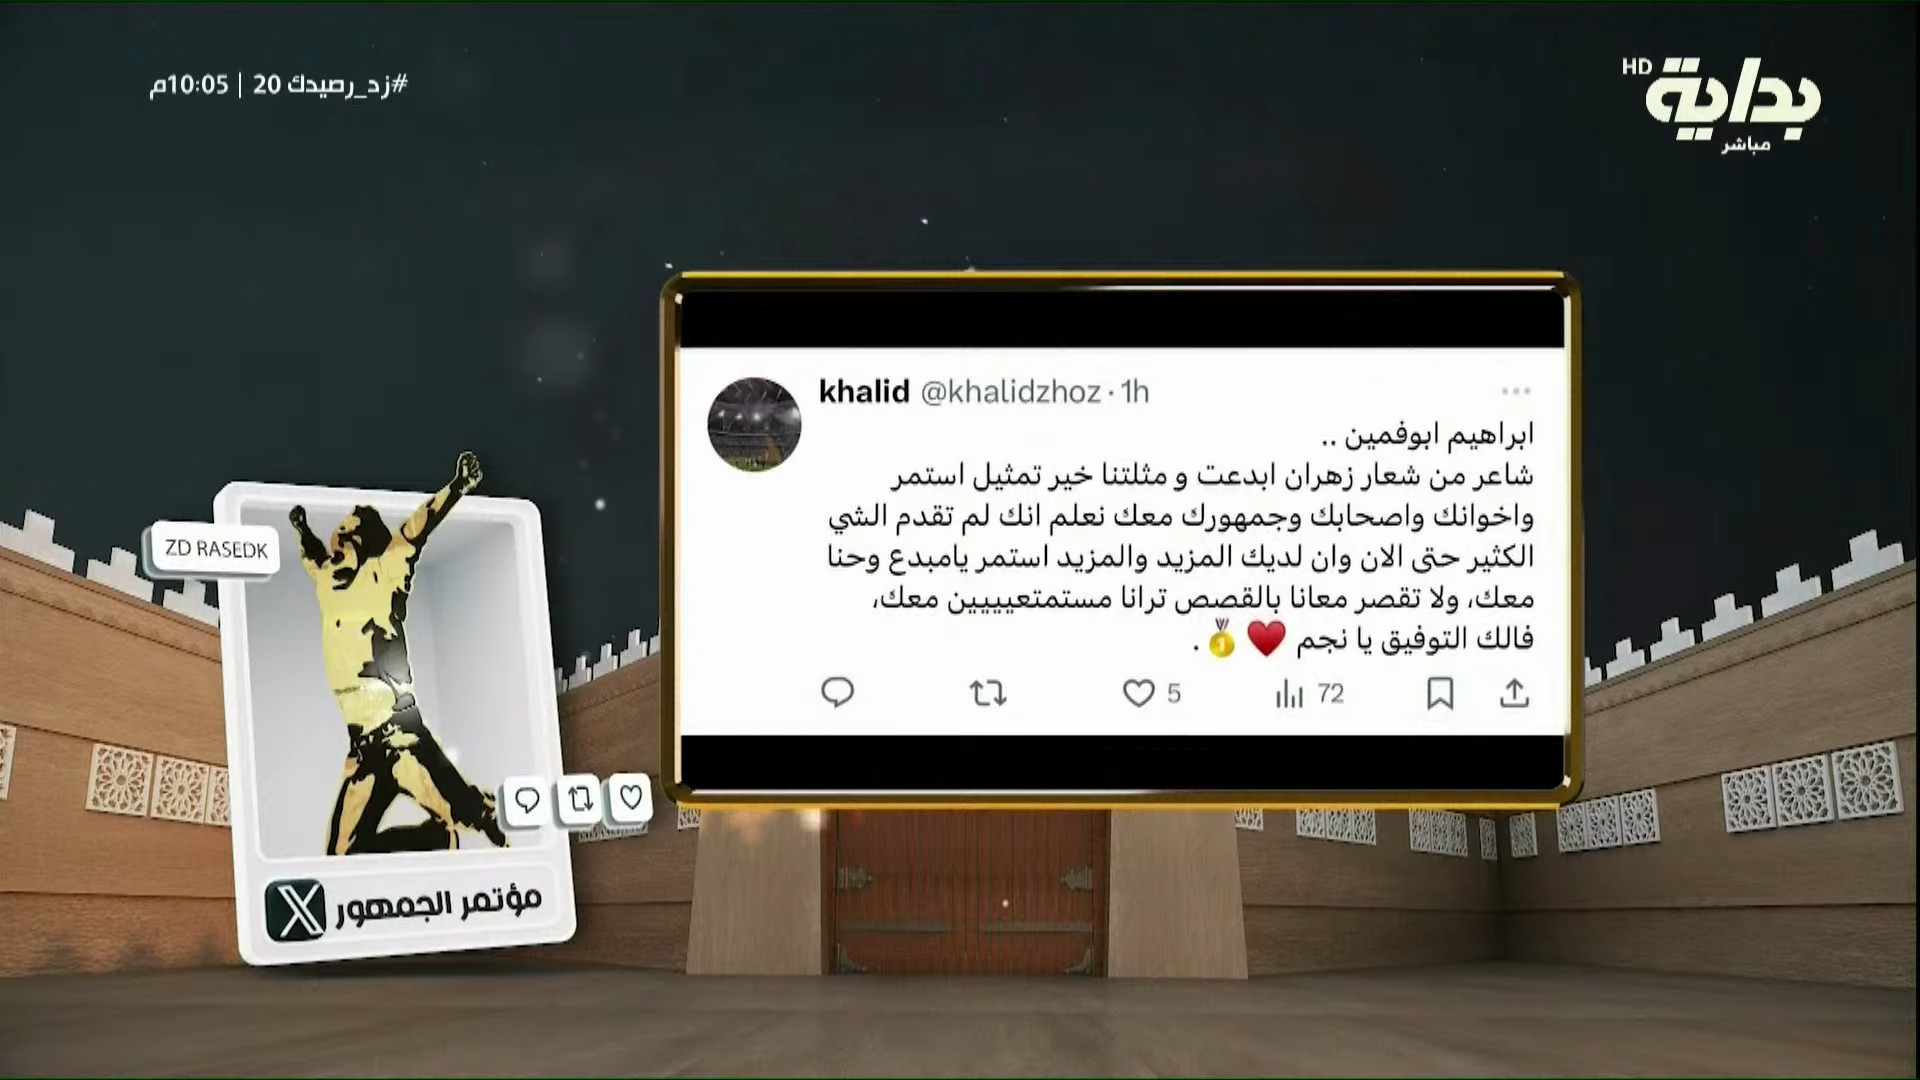 #زد_رصيدك 20 | 10:05م
HD
بداية
مباشر
khalid @khalidzhoz · 1h
ابراهيم ابوفمين ..
شاعر من شعار زهران ابدعت و مثلتنا خير تمثيل استمر
واخوانك واصحابك وجمهورك معك نعلم انك لم تقدم الشي
الكثير حتى الان وان لديك المزيد والمزيد استمر يامبدع وحنا
معك، ولا تقصر معانا بالقصص ترانا مستمتعييييين معك،
فالك التوفيق يا نجم ❤️🥇.
5
72
ZD RASEDK
مؤتمر الجمهور X